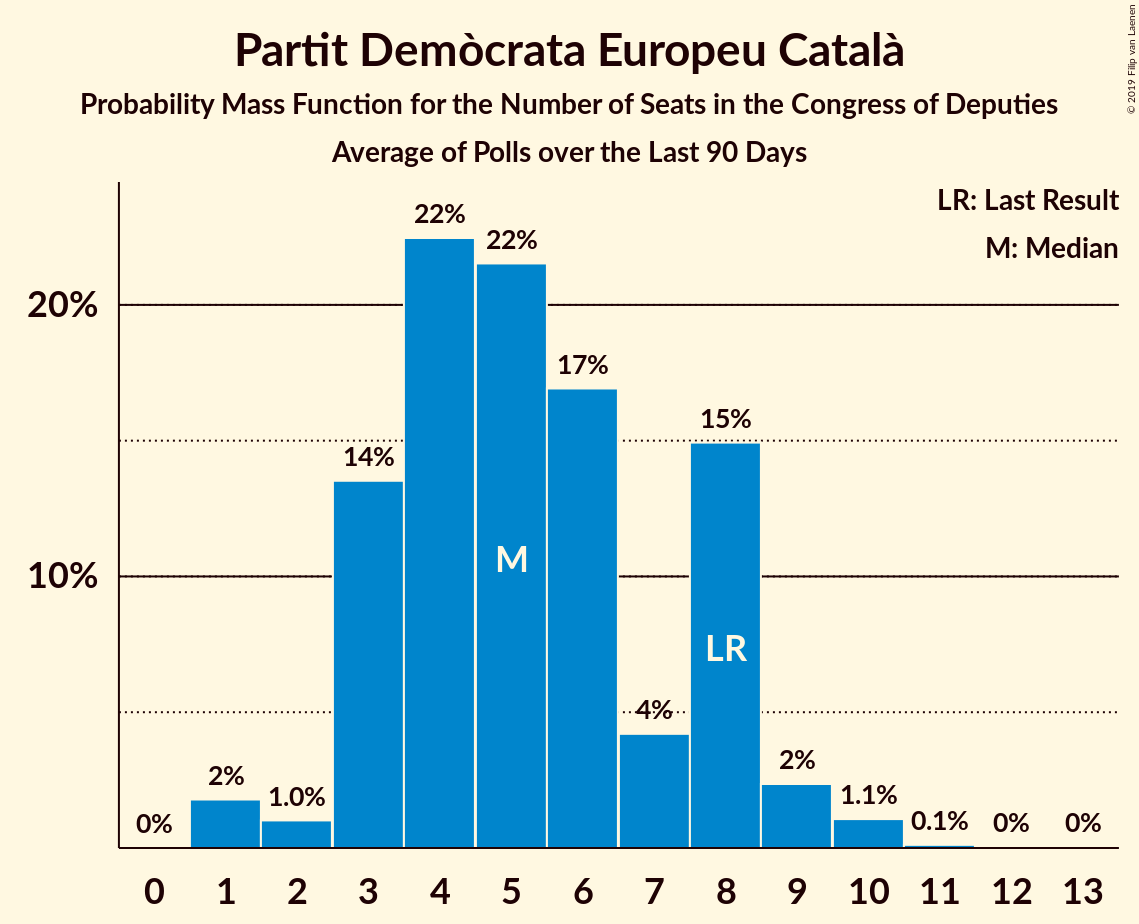 Partit Demòcrata Europeu Català
Probability Mass Function for the Number of Seats in the Congress of Deputies
Average of Polls over the Last 90 Days
© 2019 Filip van Laenen
LR: Last Result
M: Median
20%
10%
0%
2%
1.0%
14%
22%
22%
17%
4%
15%
2%
1.1%
0.1%
0%
0%
M
LR
0 1 2 3 4 5 6 7 8 9 10 11 12 13